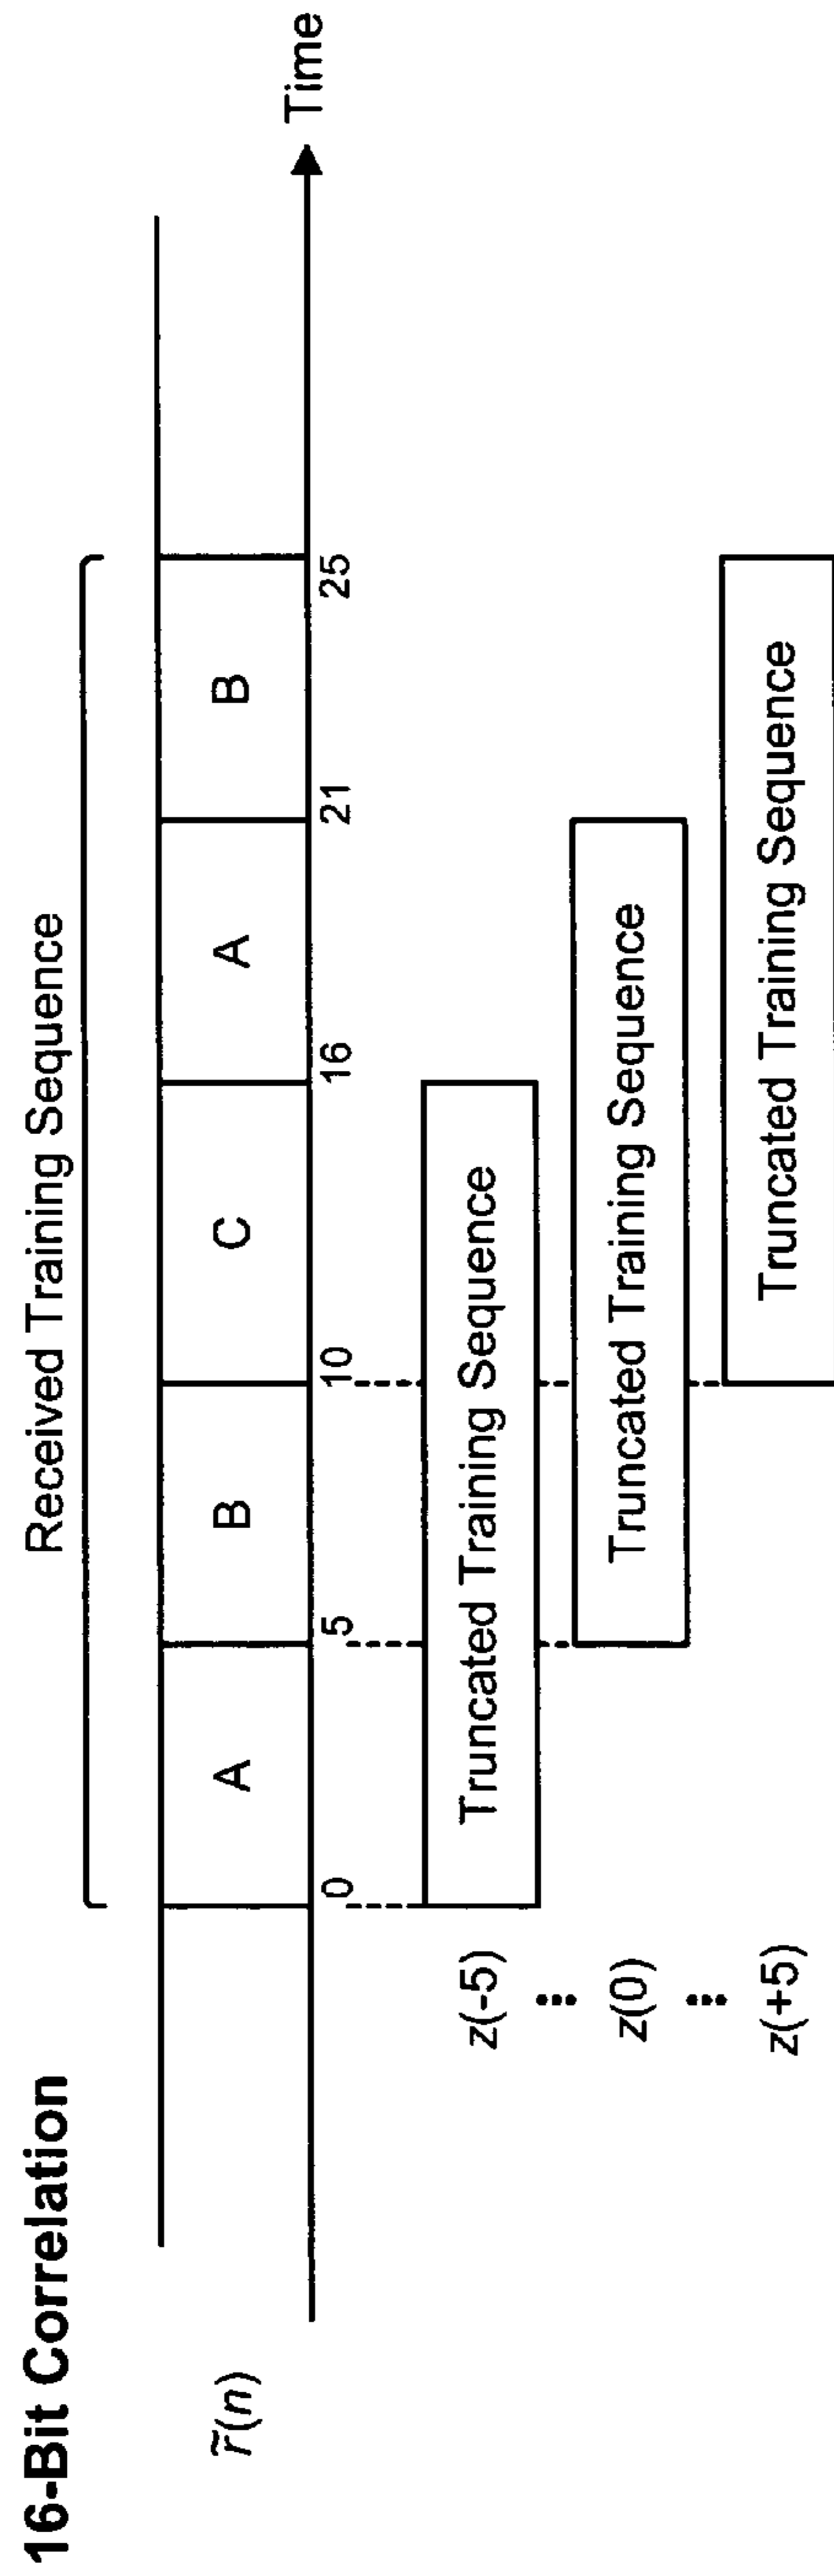 16-Bit Correlation
Received Training Sequence
r̃(n)
A B C A B
Time
0 5 10 16 21 25
z(-5)
Truncated Training Sequence
z(0)
Truncated Training Sequence
z(+5)
Truncated Training Sequence